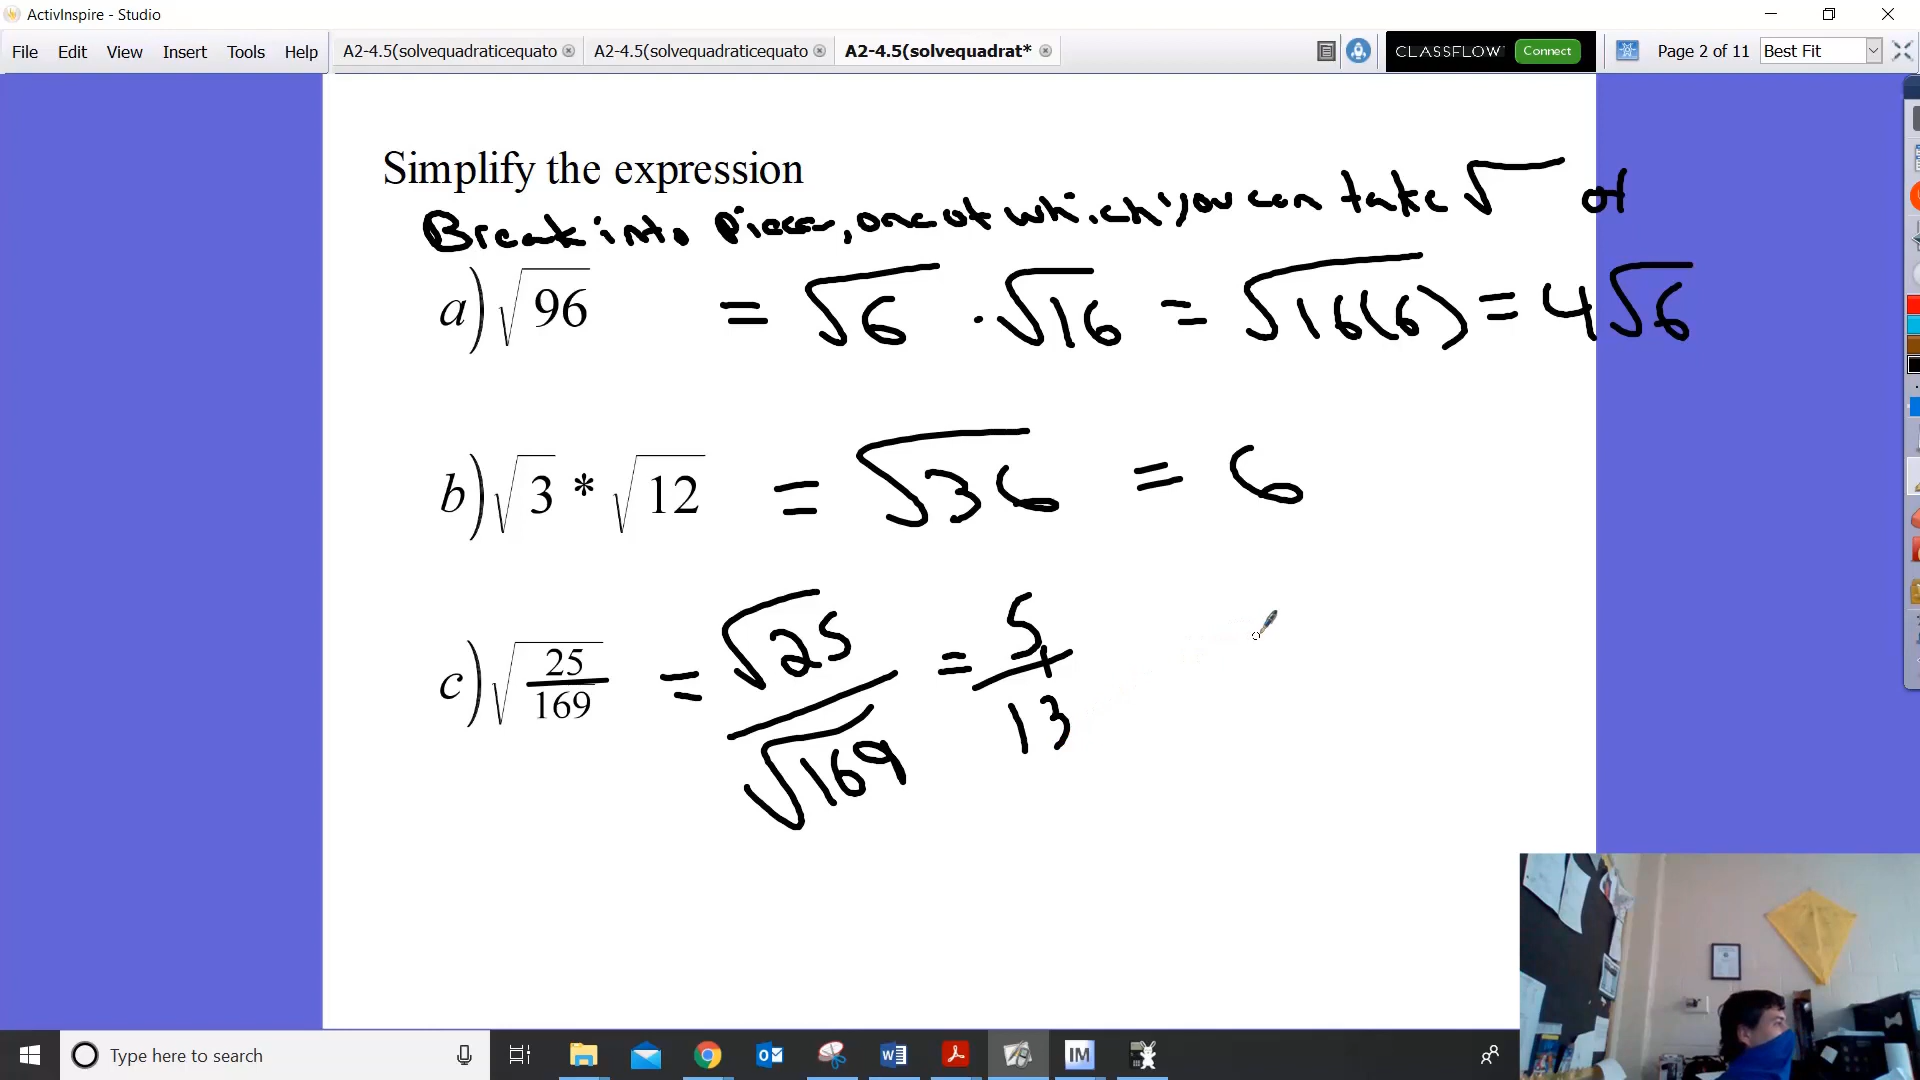 ActivInspire - Studio
File Edit View Insert Tools Help A2-4.5(solvequadraticequato A2-4.5(solvequadraticequato A2-4.5(solvequadrat* CLASSFLOW Connect Page 2 of 11 Best Fit
Simplify the expression
Break into pieces, one of which you can take √ of
a) √96 = √6 · √16 = √16(6) = 4√6
b) √3 * √12 = √36 = 6
c) √25/169 = √25/√169 = 5/13
Type here to search
IM